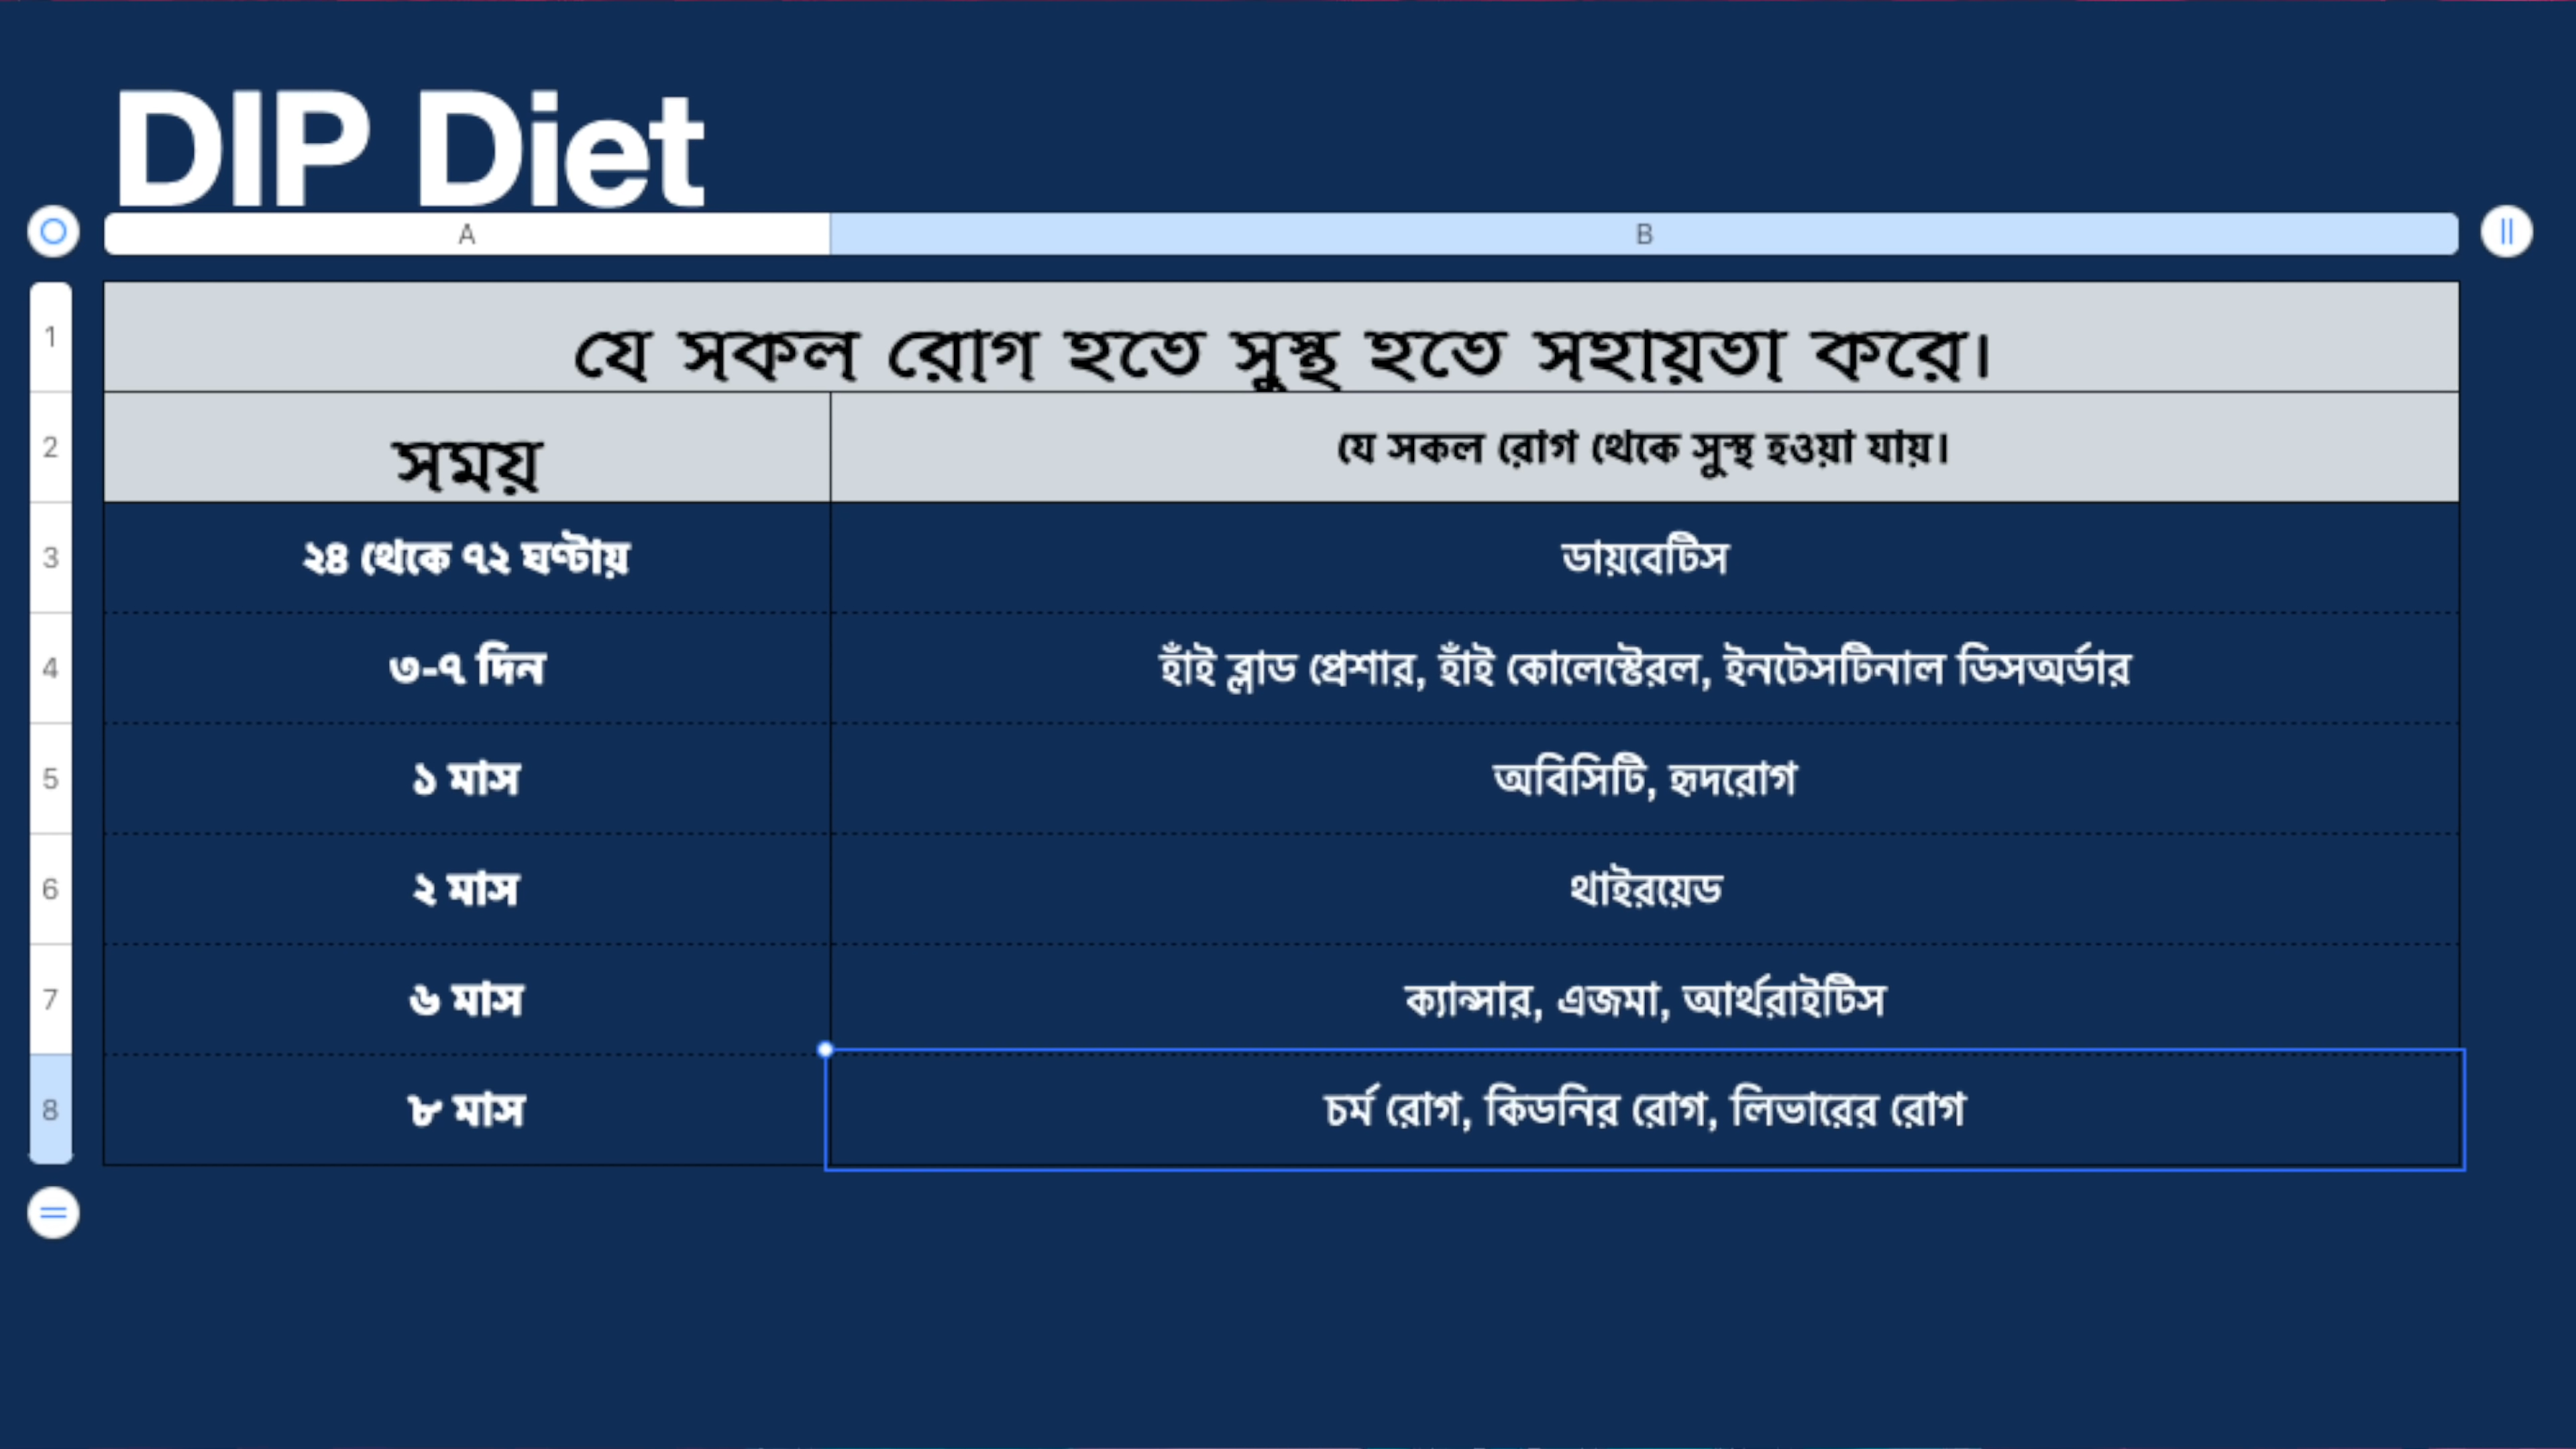 DIP Diet
A B
1 যে সকল রোগ হতে সুস্থ হতে সহায়তা করে।
2 সময় যে সকল রোগ থেকে সুস্থ হওয়া যায়।
3 ২৪ থেকে ৭২ ঘণ্টায় ডায়বেটিস
4 ৩-৭ দিন হাঁই ব্লাড প্রেশার, হাঁই কোলেস্টেরল, ইনটেসটিনাল ডিসঅর্ডার
5 ১ মাস অবিসিটি, হৃদরোগ
6 ২ মাস থাইরয়েড
7 ৬ মাস ক্যান্সার, এজমা, আর্থরাইটিস
8 ৮ মাস চর্ম রোগ, কিডনির রোগ, লিভারের রোগ